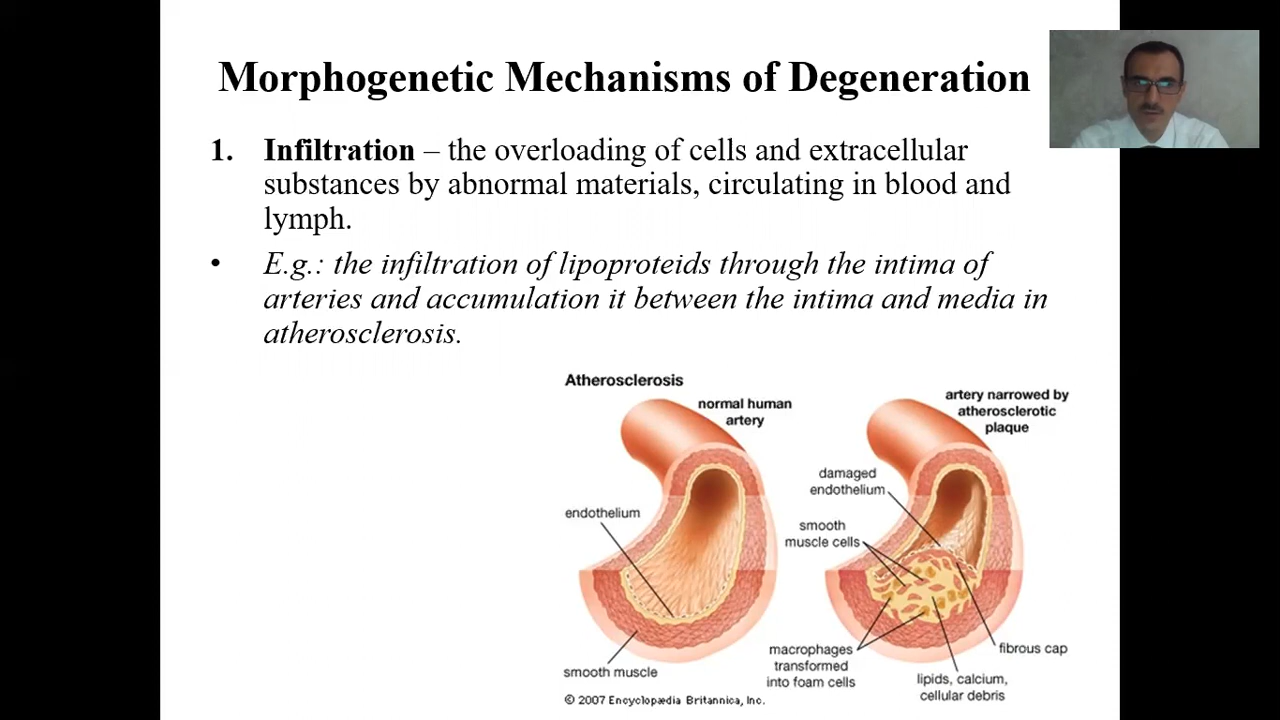 Morphogenetic Mechanisms of Degeneration
1. Infiltration – the overloading of cells and extracellular
substances by abnormal materials, circulating in blood and
lymph.
• E.g.: the infiltration of lipoproteids through the intima of
arteries and accumulation it between the intima and media in
atherosclerosis.
Atherosclerosis
normal human
artery
endothelium
smooth muscle
artery narrowed by
atherosclerotic
plaque
damaged
endothelium
smooth
muscle cells
macrophages
transformed
into foam cells
lipids, calcium,
cellular debris
fibrous cap
© 2007 Encyclopædia Britannica, Inc.